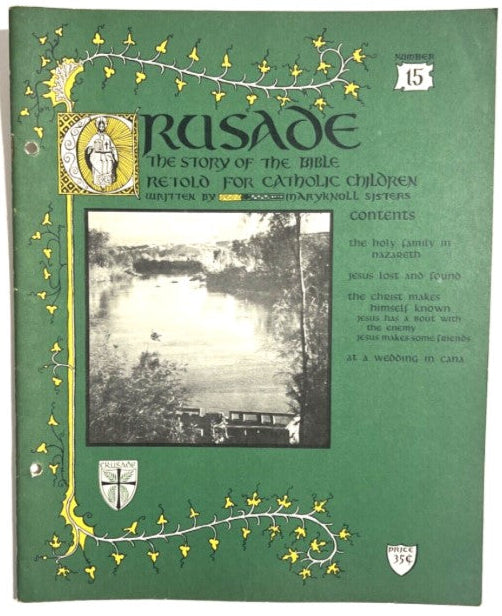 NUMBER
15
CRUSADE
THE STORY OF THE BIBLE
RETOLD FOR CATHOLIC CHILDREN
WRITTEN BY MARYKNOLL SISTERS
contents
the holy family in
nazareth
jesus lost and found
the christ makes
himself known
jesus has a bout with
the enemy
jesus makes some friends
at a wedding in cana
CRUSADE
PRICE
35¢